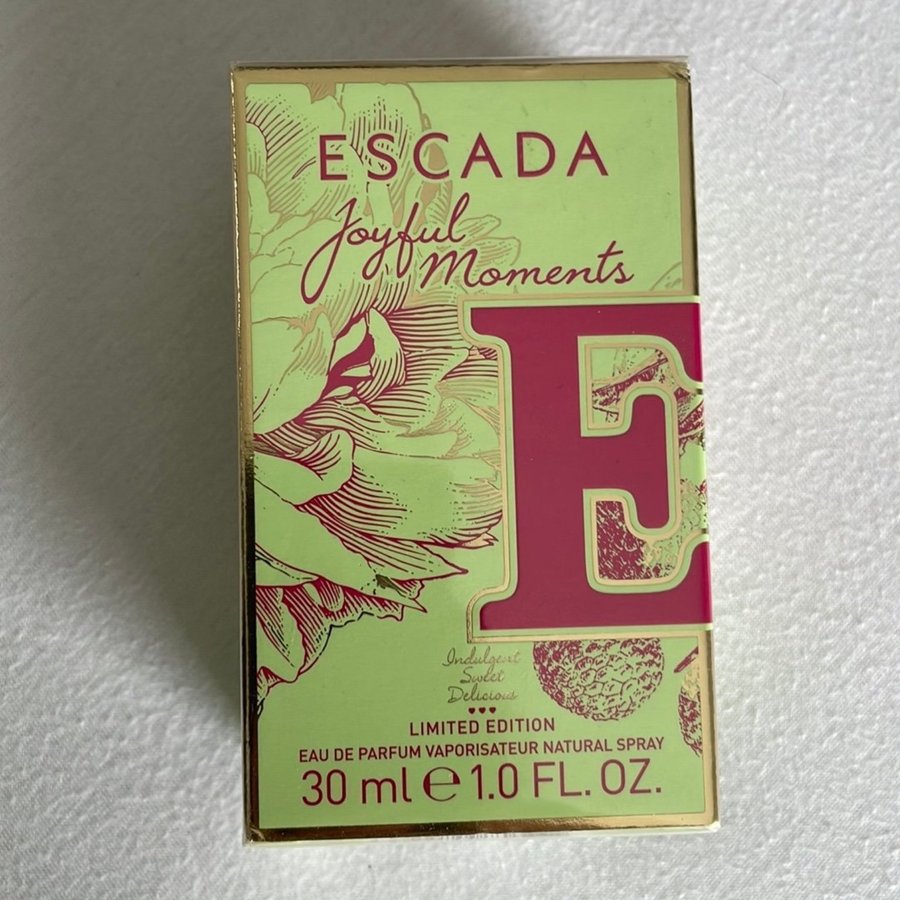 ESCADA
Joyful
Moments
E
Indulgent
Sweet
Delicious
LIMITED EDITION
EAU DE PARFUM VAPORISATEUR NATURAL SPRAY
30 ml ℮ 1.0 FL. OZ.